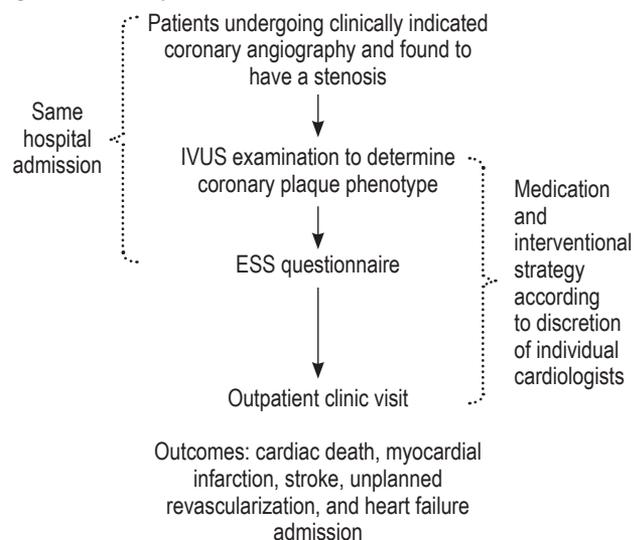 Patients undergoing clinically indicated
coronary angiography and found to
have a stenosis
Same
hospital
admission
IVUS examination to determine
coronary plaque phenotype
Medication
and
interventional
strategy
according
to discretion
of individual
cardiologists
ESS questionnaire
Outpatient clinic visit
Outcomes: cardiac death, myocardial
infarction, stroke, unplanned
revascularization, and heart failure
admission